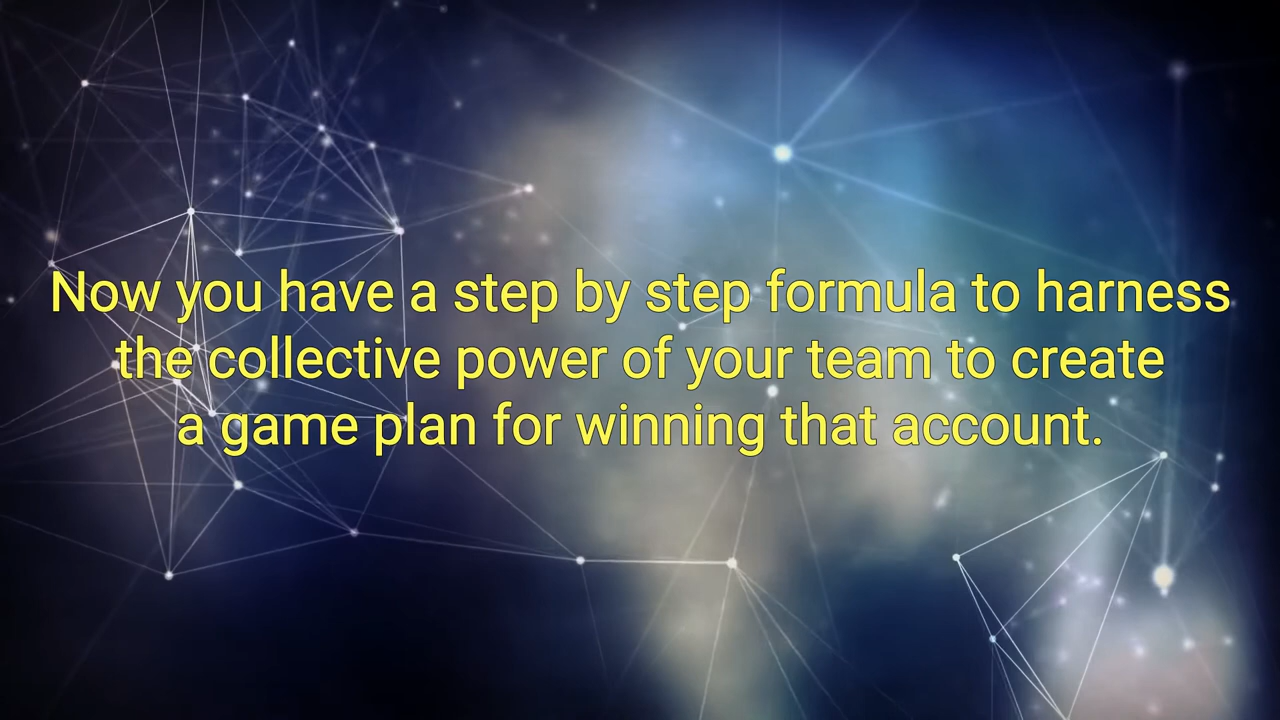 Now you have a step by step formula to harness
the collective power of your team to create
a game plan for winning that account.